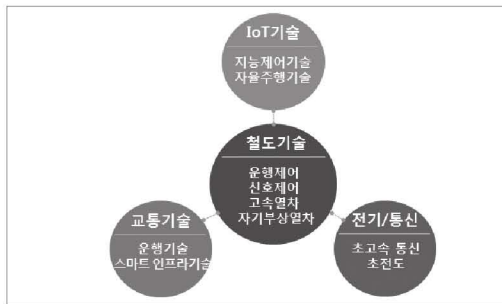 IoT기술
지능제어기술
자율주행기술
철도기술
운행제어
신호제어
고속열차
자기부상열차
교통기술
운행기술
스마트 인프라기술
전기/통신
초고속 통신
초전도